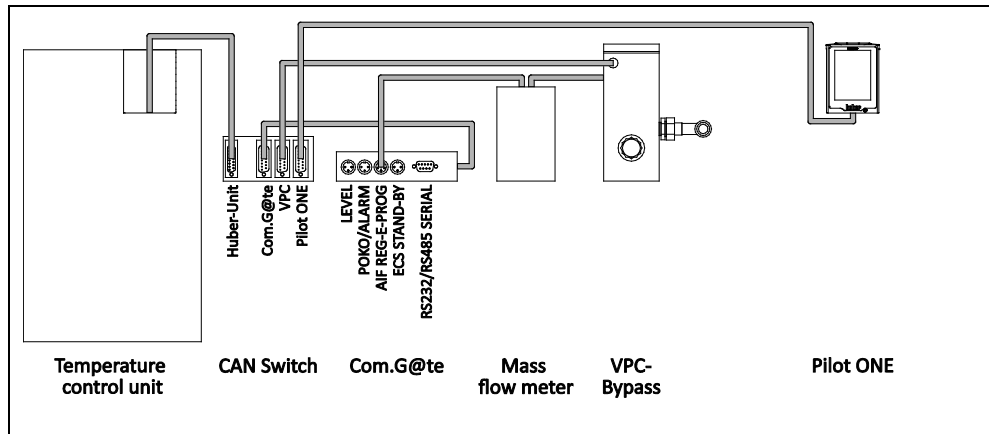 Huber-Unit
Com.G@te
VPC
Pilot ONE
LEVEL
POKO/ALARM
AIF REG-E-PROG
ECS STAND-BY
RS232/RS485 SERIAL
huber
Temperature
control unit
CAN Switch
Com.G@te
Mass
flow meter
VPC-
Bypass
Pilot ONE